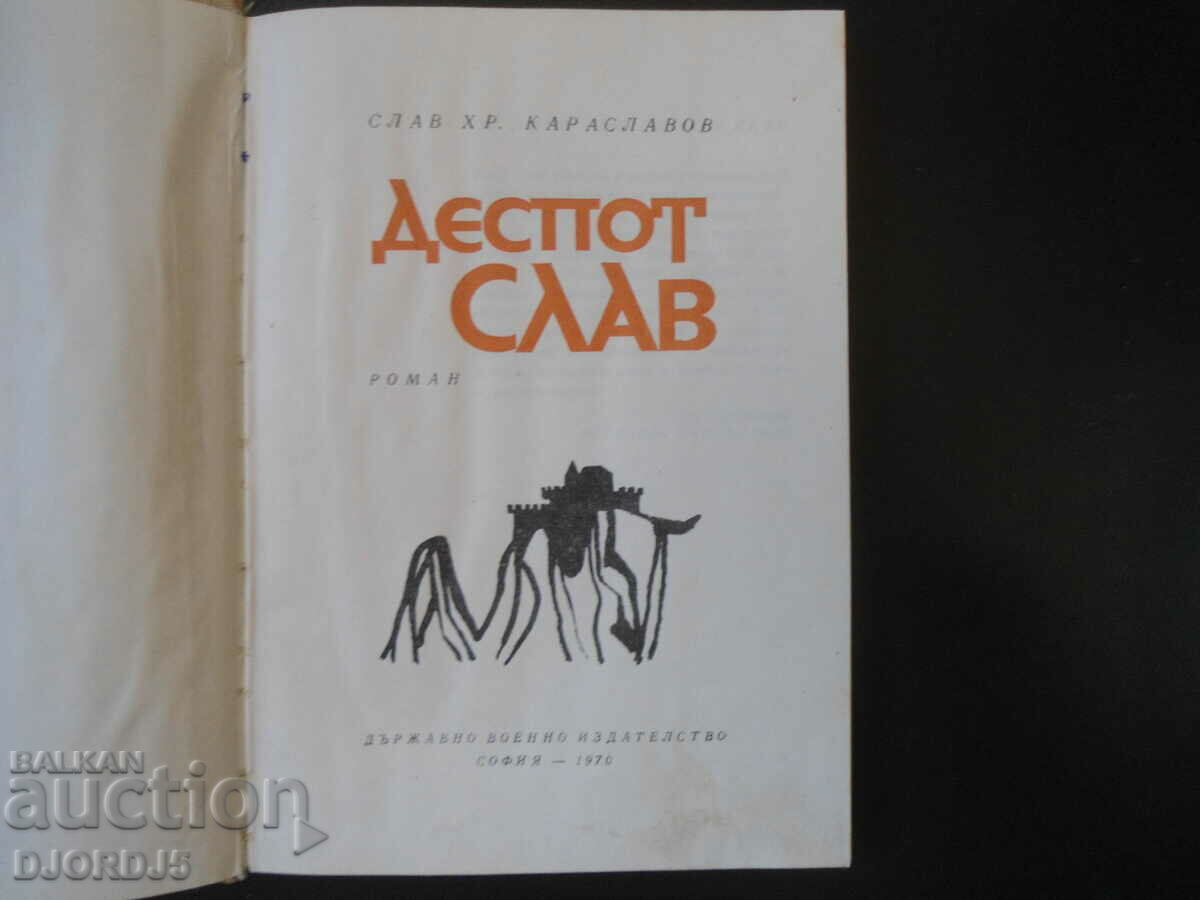 СЛАВ ХР. КАРАСЛАВОВ
ДЕСПОТ
СЛАВ
РОМАН
ДЪРЖАВНО ВОЕННО ИЗДАТЕЛСТВО
СОФИЯ — 1970
BALKAN
auction
DJORDJ5